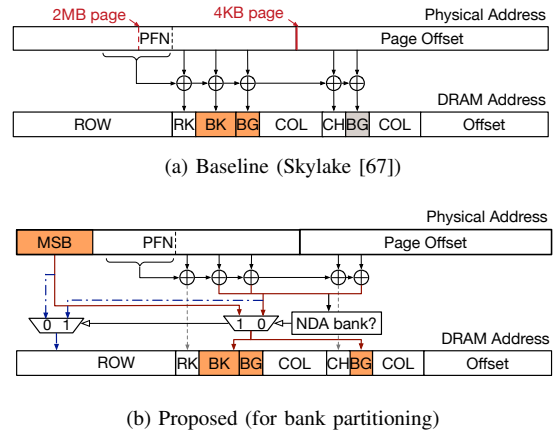 2MB page 4KB page Physical Address
PFN Page Offset
DRAM Address
ROW RK BK BG COL CH BG COL Offset
(a) Baseline (Skylake [67])
Physical Address
MSB PFN Page Offset
0 1 1 0 NDA bank?
DRAM Address
ROW RK BK BG COL CH BG COL Offset
(b) Proposed (for bank partitioning)